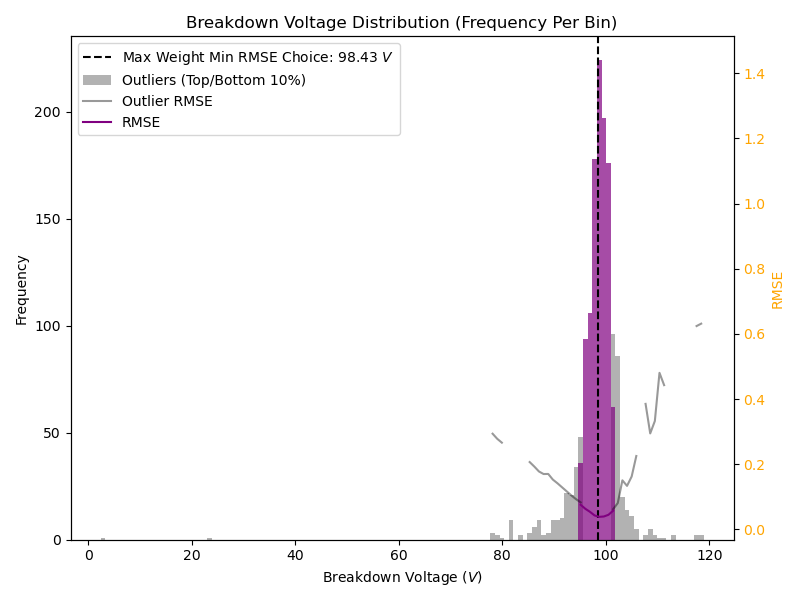 Breakdown Voltage Distribution (Frequency Per Bin)
Max Weight Min RMSE Choice: 98.43 V
Outliers (Top/Bottom 10%)
Outlier RMSE
RMSE
Frequency
0
50
100
150
200
RMSE
0.0
0.2
0.4
0.6
0.8
1.0
1.2
1.4
0
20
40
60
80
100
120
Breakdown Voltage (V)